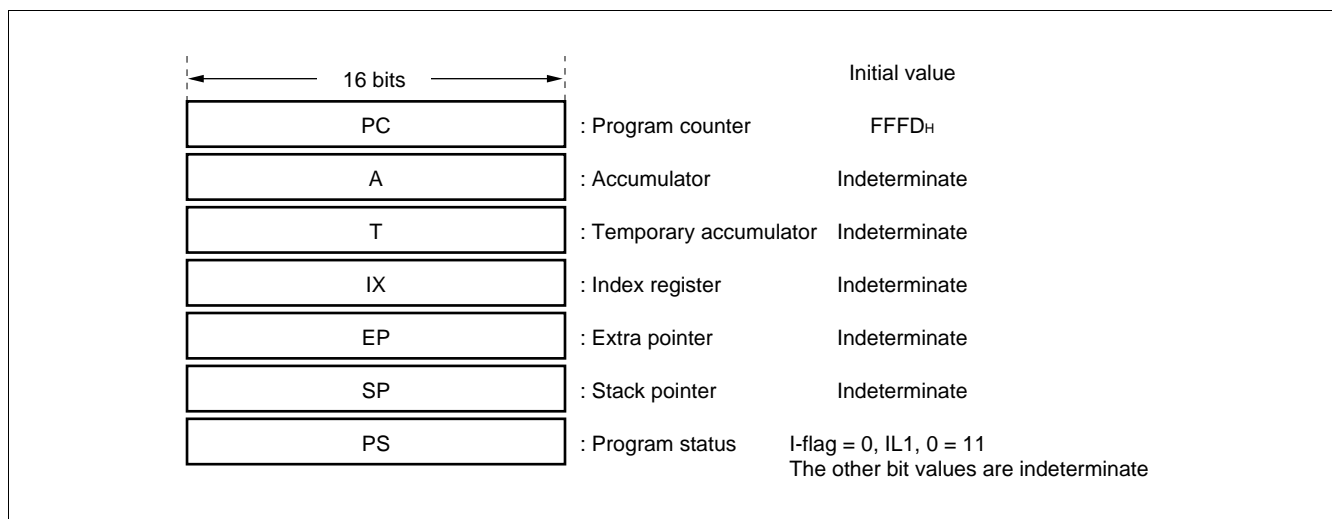 16 bits Initial value
PC : Program counter FFFDH
A : Accumulator Indeterminate
T : Temporary accumulator Indeterminate
IX : Index register Indeterminate
EP : Extra pointer Indeterminate
SP : Stack pointer Indeterminate
PS : Program status I-flag = 0, IL1, 0 = 11
The other bit values are indeterminate